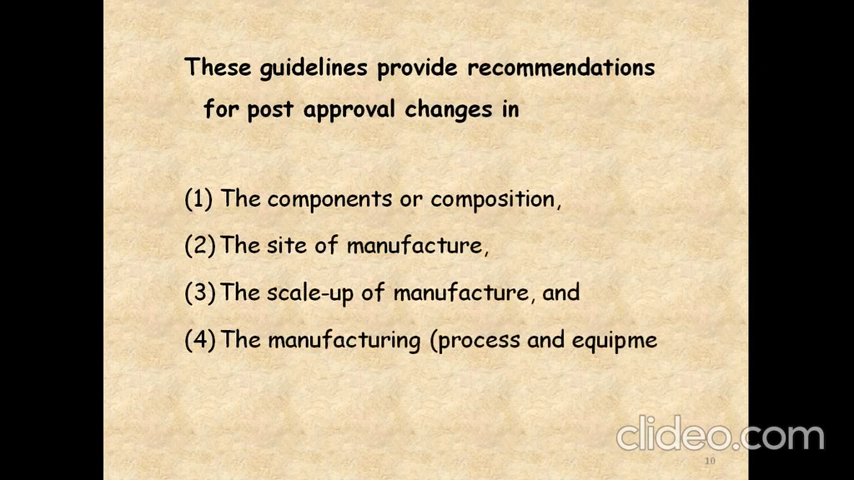 These guidelines provide recommendations
for post approval changes in
(1) The components or composition,
(2) The site of manufacture,
(3) The scale-up of manufacture, and
(4) The manufacturing (process and equipme
clideo.com
10